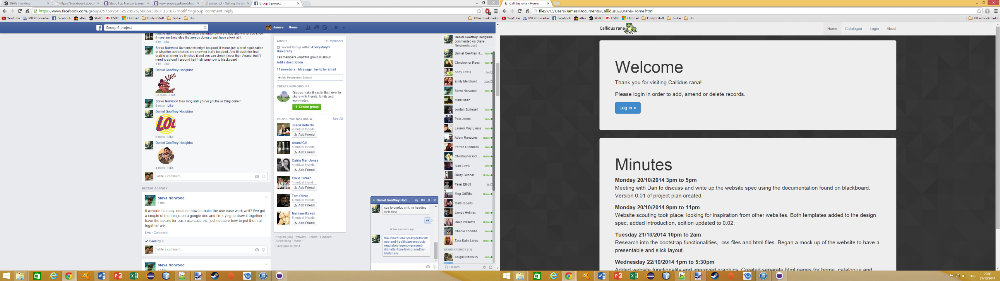 9GAG Trending
https://blackboard.aber.ac
Static Top Navbar Exampl
view-source:getbootstrap.
javascript - Setting the wi
Group 6 project
https://www.facebook.com/groups/575995052528525/586595098135187/?notif_t=group_comment_reply
YouTube MP3 Converter Facebook eBay 9GAG HSBC Hotmail Emily's Stuff Guitar Uni Other bookmarks
Group 6 project
James Home
if i see anything else that needs doing or just have a look at it
1 hr · Like
Steve Norwood Screenshots might be good. If theres just a brief explanation
of what the screenshots are showing thatd be good. And I'll push the final
draft to git when I've finished it and you can check it over then Anand, but I'll
need to upload it around half 1ish tomorrow to blackboard
1 hr · Like
Daniel Geoffrey Hodgkins
WAH!
50 mins · Like
Steve Norwood How long until you've got the ui thing done?
6 mins · Like
Daniel Geoffrey Hodgkins
LOL
6 mins · Like
Daniel Geoffrey Hodgkins
4 mins · Like
Write a comment...
RECENT ACTIVITY
Steve Norwood
6 hrs
If anyone has any ideas on how to make the use case work well? I've got
a couple of the things on a google doc and I'm trying to draw it together. I
have the details for each use case etc, just not sure how to put them all
together well.
Like · Comment
Seen by 6
Write a comment...
Steve Norwood
23 hrs
ABOUT 11 members
Secret Group within Aberystwyth
University
Tell members what this group is about.
Add a description
11 members · Message · Invite by Email
+ Add People from School
CREATE NEW GROUPS
Groups make it easier than ever to
share with friends, family and
teammates.
+ Create group
PEOPLE YOU MAY KNOW See All
Jason Roberts
4 mutual friends
Add Friend
Anand Gill
5 mutual friends
Add Friend
Catrin Mari Jones
4 mutual friends
Add Friend
Olivia Turner
1 mutual friend
Add Friend
Tom Oliver
6 mutual friends
Add Friend
Matthew Birkett
5 mutual friends
Add Friend
English (UK) · Privacy · Terms · Cookies ·
Advertising · More
Facebook © 2014
Daniel Geoffrey Hod...
cba to unplug shit, im heading
over now
ok
A few seconds ago
http://www.change.org/p/medici
nes-and-healthcare-products-
regulatory-agency-prevent-
dianette-from-taking-another-
life#share
Daniel Geoffrey Hodgkins
commented on Steve
Norwood's post.
Daniel Geoffrey H... Web
Christopher Rees Web
Andy Lewis 8m
Emily Merchant 32m
Steve Norwood Web
Mark Isaac
Jordan Springett Web
Pete Jones Web
Lauren May Evans Web
Adam Runacres Mobile
Perran Craddock Web
Christopher Gol... Mobile
Ioan Lewis Web
Daisy Gunner Mobile
Peter Elliott 4h
Meg Griffiths Mobile
Matt Roberts
James Holmes Web
Dave Williams Mobile
Charlie Toombs Web
Zara Katie Leleu Mobile
MORE FRIENDS (13)
Abigail Newbury Web
Search
Callidus rana - Home
file:///C:/Users/James/Documents/Callidus%20rana/Home.html
YouTube MP3 Converter Facebook eBay 9GAG HSBC Hotmail Emily's Stuff Guitar Uni Other bookmarks
Callidus rana
Home Catalogue Login About
Welcome
Thank you for visiting Callidus rana!
Please login in order to add, amend or delete records.
Log in »
Minutes
Monday 20/10/2014 3pm to 5pm
Meeting with Dan to discuss and write up the website spec using the documentation found on blackboard.
Version 0.01 of project plan created.
Monday 20/10/2014 9pm to 11pm
Website scouting took place: looking for inspiration from other websites. Both templates added to the design
spec, added introduction, edition updated to 0.02.
Tuesday 21/10/2014 10pm to 2am
Research into the bootstrap functionalities, .css files and html files. Began a mock up of the website to have a
presentable and slick layout.
Wednesday 22/10/2014 1pm to 5:30pm
Added website functionality and improved graphics. Created separate html pages for home, catalogue and
ENG
22:00
27/10/2014